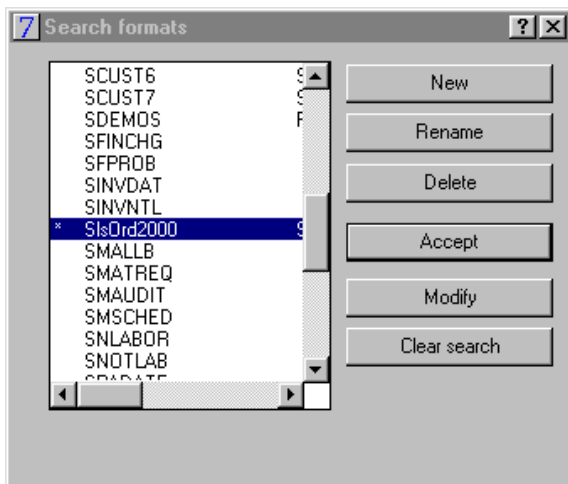 7 Search formats ? X
SCUST6 S
SCUST7 S
SDEMOS F
SFINCHG
SFPROB
SINVDAT
SINVNTL
* SlsOrd2000 S
SMALLB
SMATREQ
SMAUDIT
SMSCHED
SNLABOR
SNOTLAB
New
Rename
Delete
Accept
Modify
Clear search